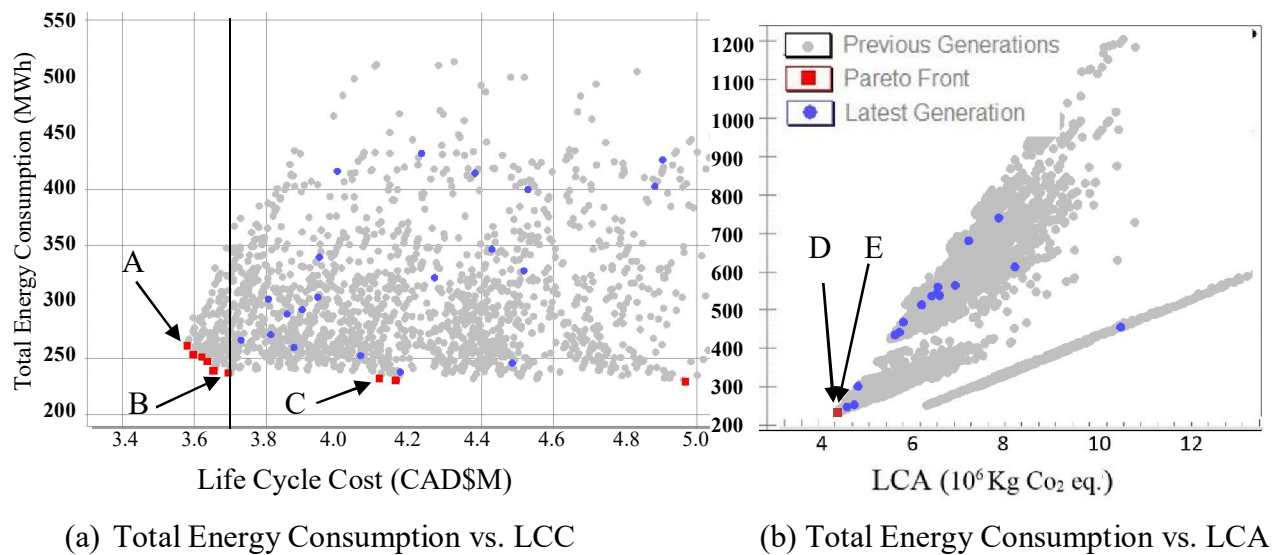 Total Energy Consumption (MWh)
550
500
450
400
350
300
250
200
A
B
C
3.4 3.6 3.8 4.0 4.2 4.4 4.6 4.8 5.0
Life Cycle Cost (CAD$M)
(a) Total Energy Consumption vs. LCC
1200
1100
1000
900
800
700
600
500
400
300
200
Previous Generations
Pareto Front
Latest Generation
D E
4 6 8 10 12
LCA (10⁶ Kg Co₂ eq.)
(b) Total Energy Consumption vs. LCA